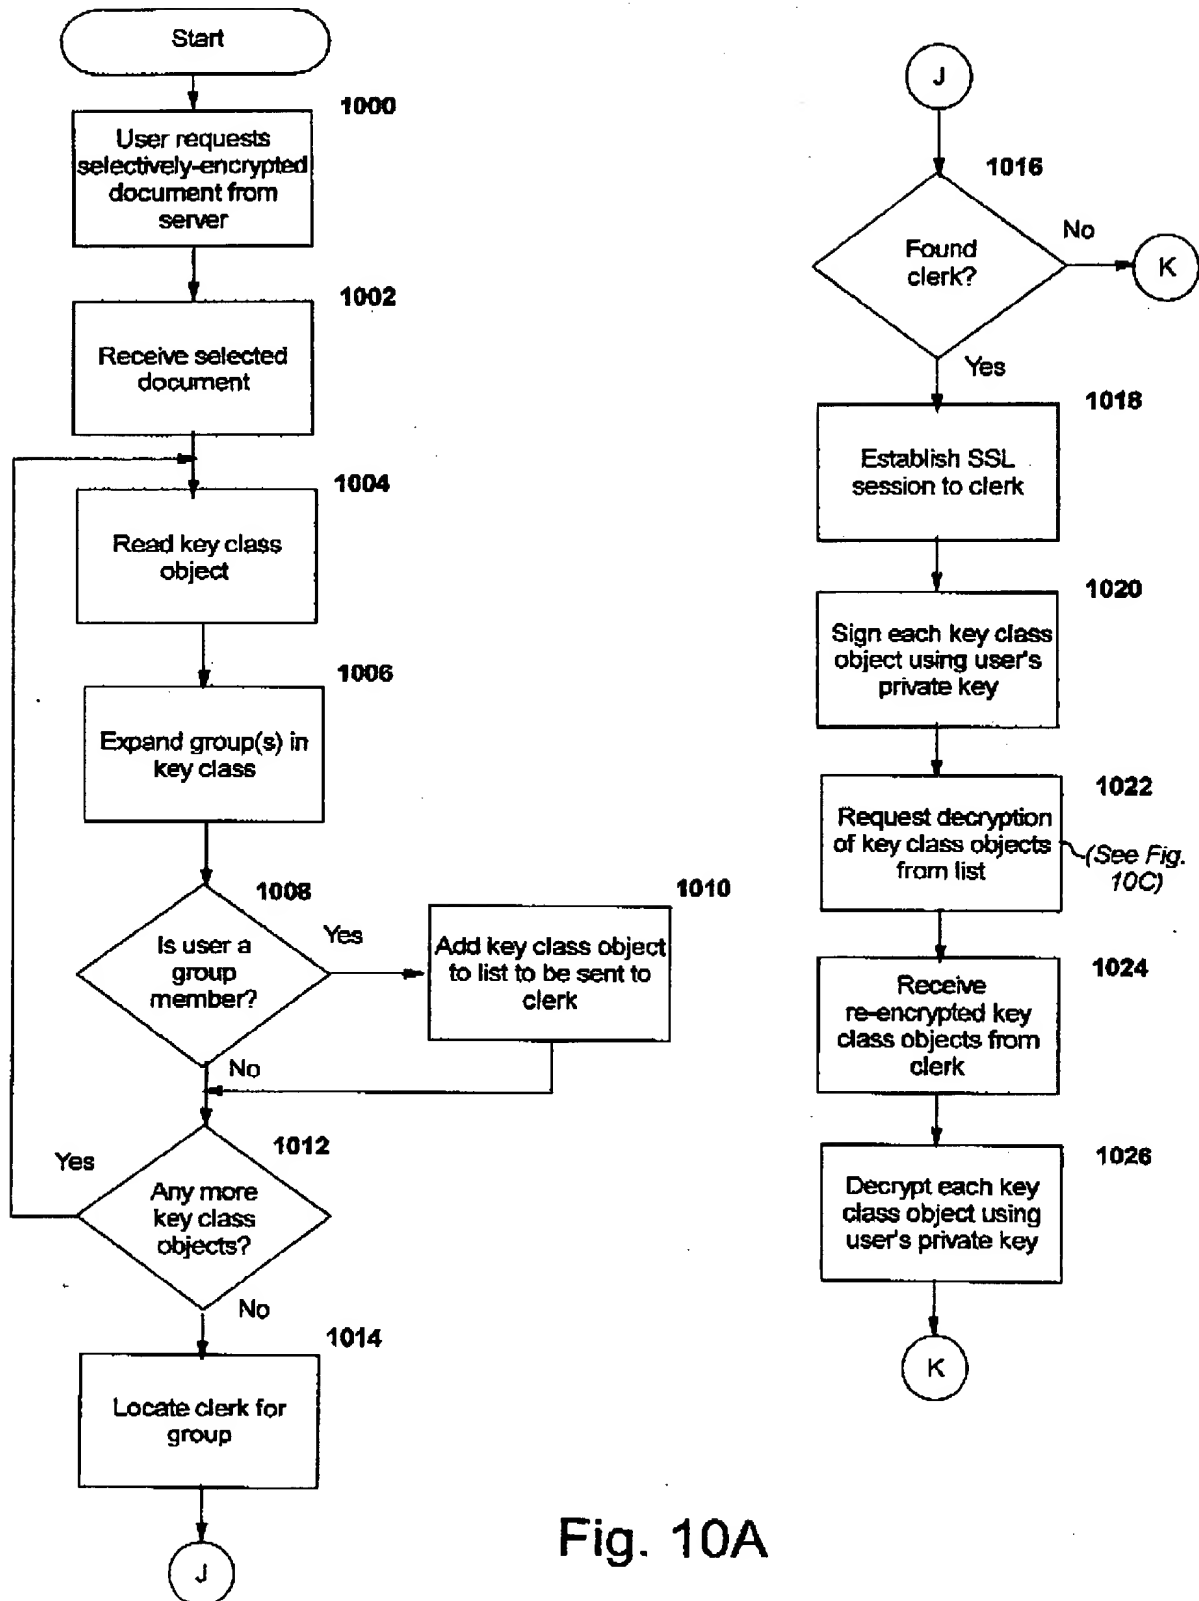 Start
1000
User requests
selectively-encrypted
document from
server
1002
Receive selected
document
1004
Read key class
object
1006
Expand group(s) in
key class
1008
Is user a
group
member?
Yes
1010
Add key class object
to list to be sent to
clerk
No
1012
Yes
Any more
key class
objects?
No
1014
Locate clerk for
group
J
J
1016
Found
clerk?
No
K
Yes
1018
Establish SSL
session to clerk
1020
Sign each key class
object using user's
private key
1022
Request decryption
of key class objects
from list
(See Fig.
10C)
1024
Receive
re-encrypted key
class objects from
clerk
1026
Decrypt each key
class object using
user's private key
K
Fig. 10A